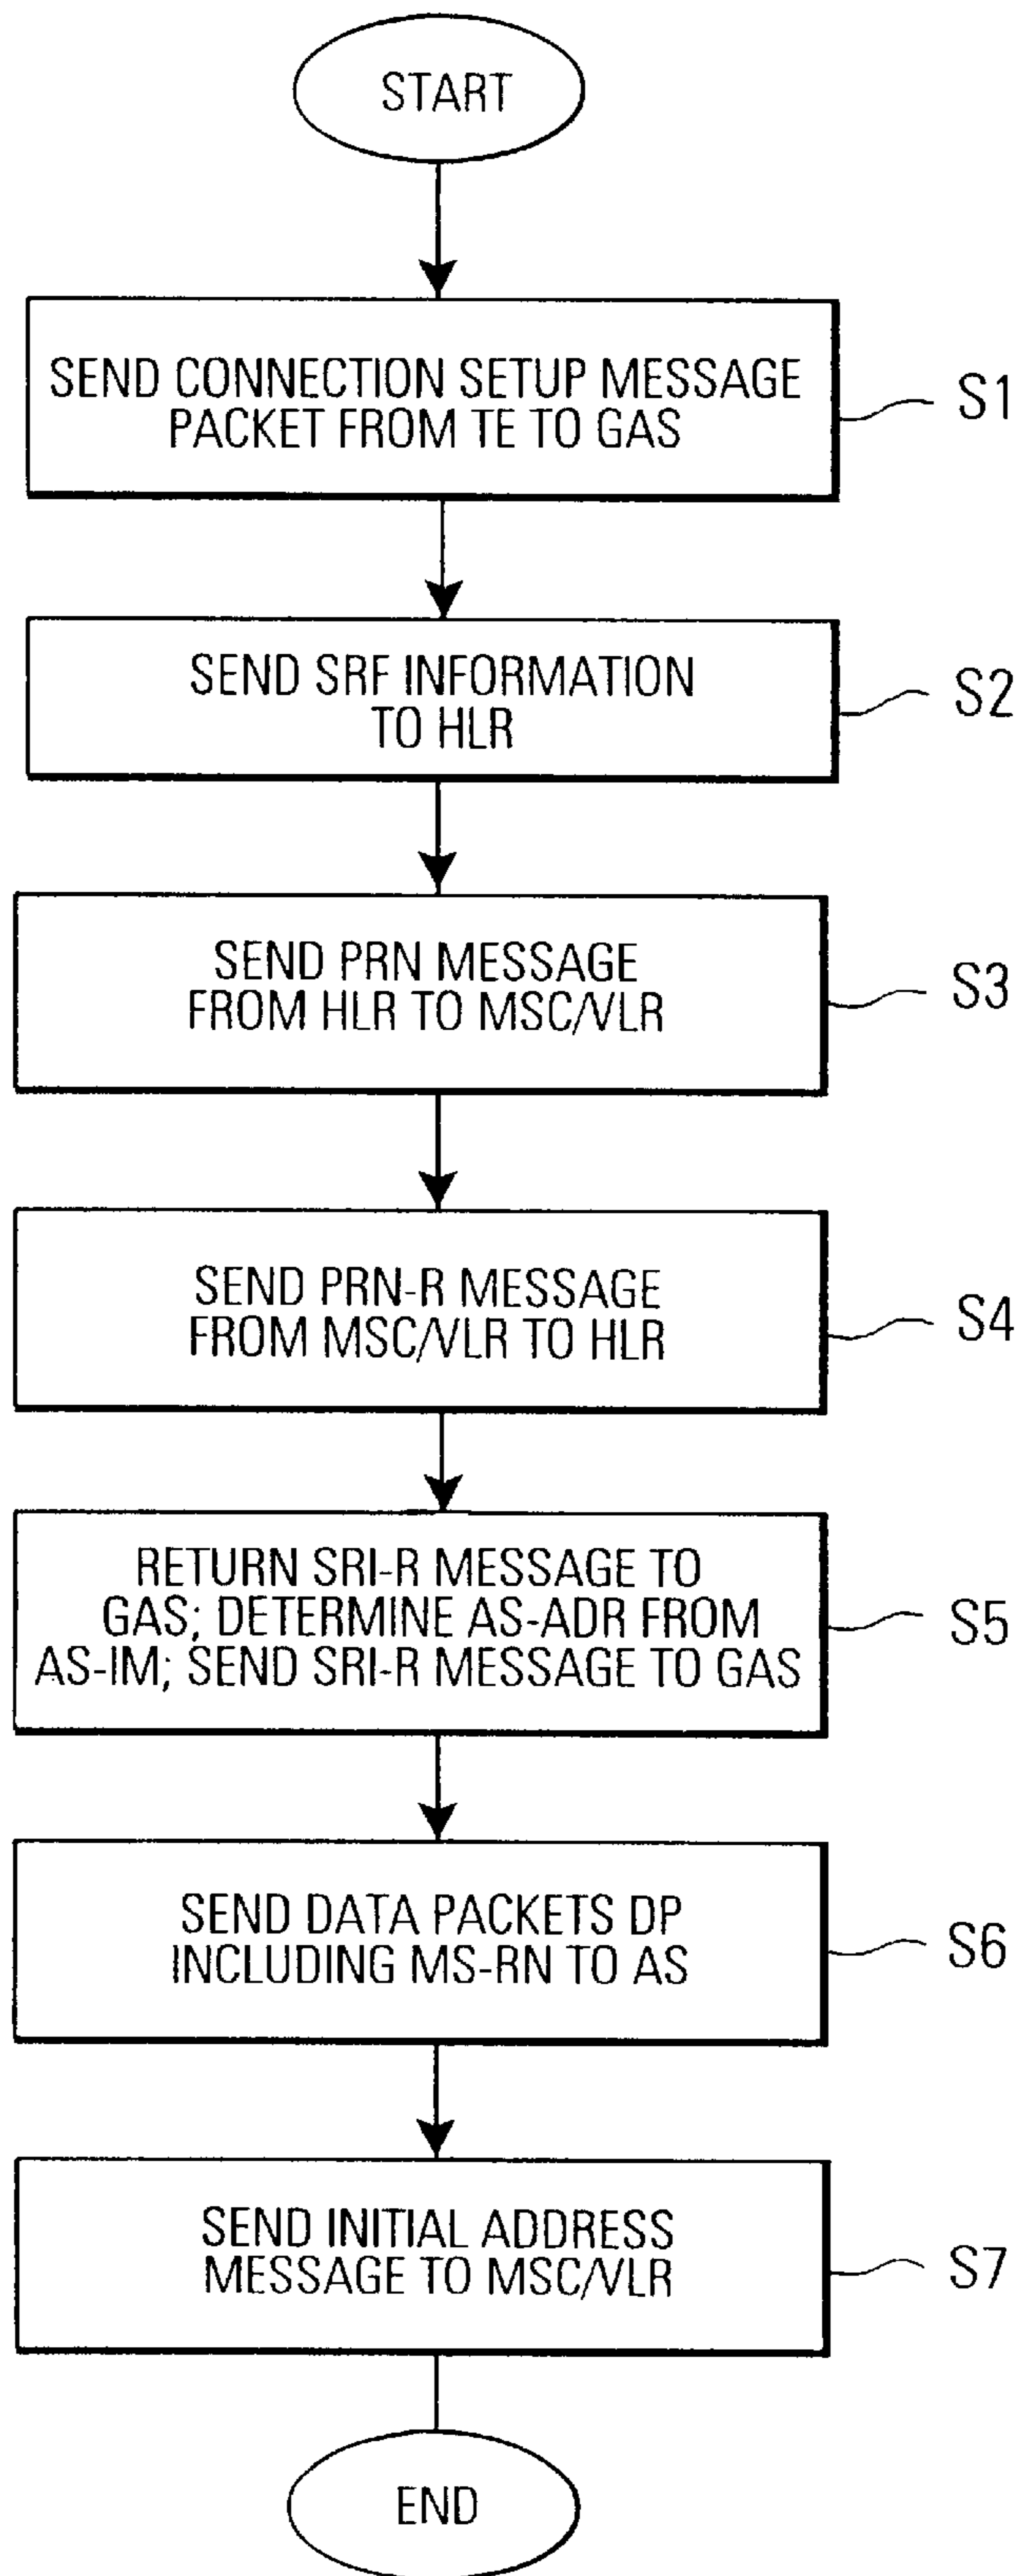 START
SEND CONNECTION SETUP MESSAGE
PACKET FROM TE TO GAS
S1
SEND SRF INFORMATION
TO HLR
S2
SEND PRN MESSAGE
FROM HLR TO MSC/VLR
S3
SEND PRN-R MESSAGE
FROM MSC/VLR TO HLR
S4
RETURN SRI-R MESSAGE TO
GAS; DETERMINE AS-ADR FROM
AS-IM; SEND SRI-R MESSAGE TO GAS
S5
SEND DATA PACKETS DP
INCLUDING MS-RN TO AS
S6
SEND INITIAL ADDRESS
MESSAGE TO MSC/VLR
S7
END